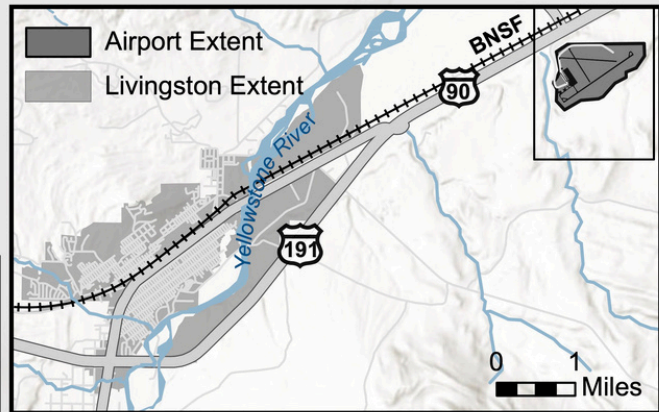 Airport Extent
Livingston Extent
BNSF
90
Yellowstone River
191
0 1
Miles